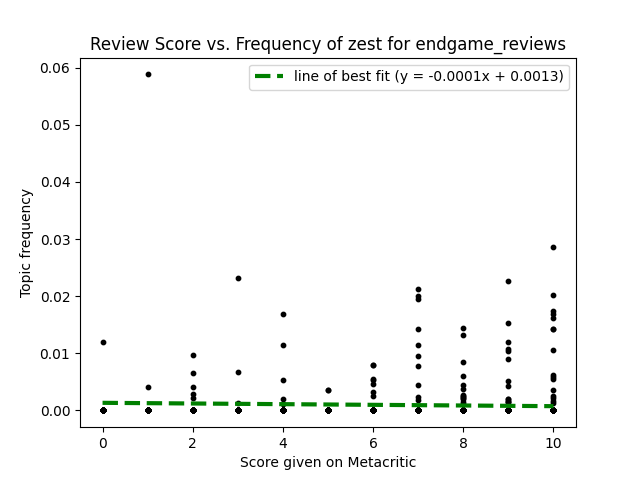 Review Score vs. Frequency of zest for endgame_reviews
line of best fit (y = -0.0001x + 0.0013)
0.06
0.05
0.04
0.03
0.02
0.01
0.00
Topic frequency
0 2 4 6 8 10
Score given on Metacritic